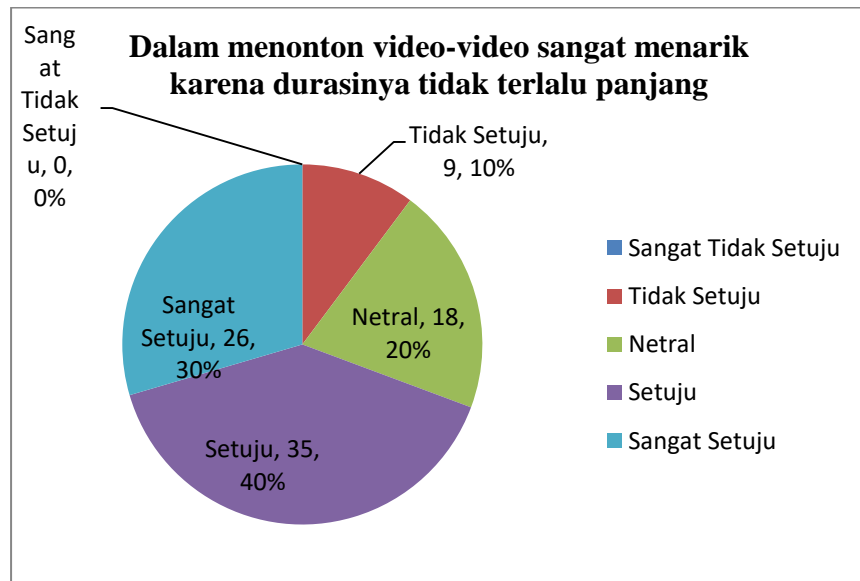 Dalam menonton video-video sangat menarik
karena durasinya tidak terlalu panjang
Sang
at
Tidak
Setuj
u, 0,
0%
Tidak Setuju,
9, 10%
Netral, 18,
20%
Setuju, 35,
40%
Sangat
Setuju, 26,
30%
Sangat Tidak Setuju
Tidak Setuju
Netral
Setuju
Sangat Setuju